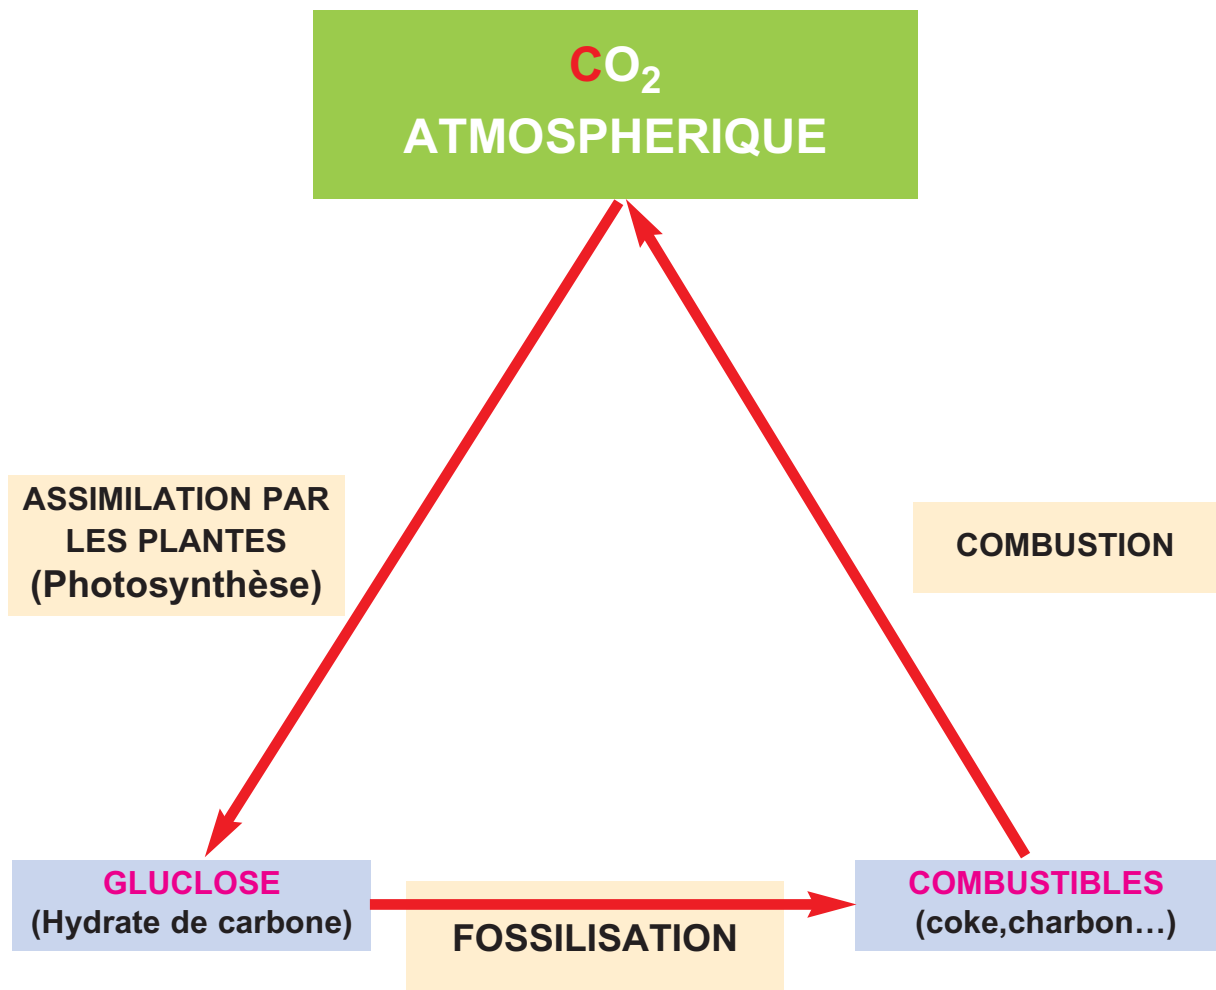 CO₂
ATMOSPHERIQUE
ASSIMILATION PAR
LES PLANTES
(Photosynthèse)
COMBUSTION
GLUCLOSE
(Hydrate de carbone)
FOSSILISATION
COMBUSTIBLES
(coke,charbon…)